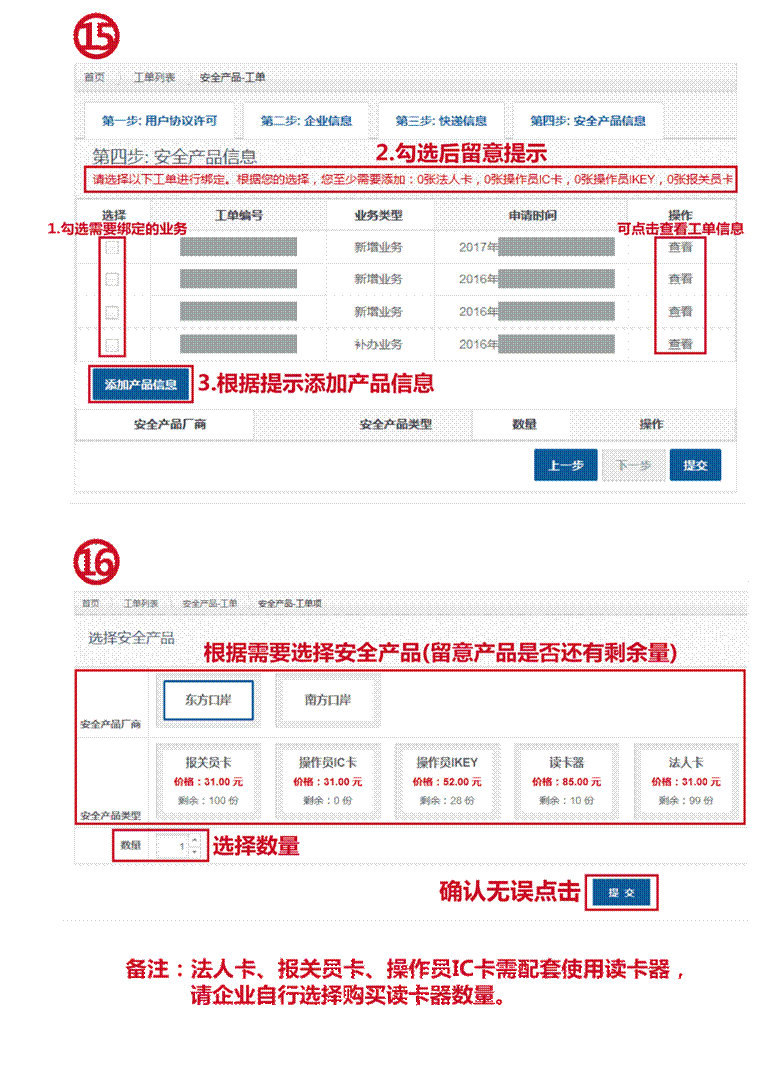 15
首页 工单列表 安全产品-工单
第一步: 用户协议许可 第二步: 企业信息 第三步: 快递信息 第四步: 安全产品信息
第四步: 安全产品信息
2.勾选后留意提示
请选择以下工单进行绑定。根据您的选择，您至少需要添加：0张法人卡，0张操作员IC卡，0张操作员IKEY，0张报关员卡
选择 工单编号 业务类型 申请时间 操作
1.勾选需要绑定的业务 可点击查看工单信息
新增业务 2017年 查看
新增业务 2016年 查看
新增业务 2016年 查看
补办业务 2016年 查看
添加产品信息 3.根据提示添加产品信息
安全产品厂商 安全产品类型 数量 操作
上一步 下一步 提交
16
首页 工单列表 安全产品-工单 安全产品-工单项
选择安全产品
根据需要选择安全产品(留意产品是否还有剩余量)
东方口岸 南方口岸
安全产品厂商
报关员卡 操作员IC卡 操作员IKEY 读卡器 法人卡
价格：31.00 元 价格：31.00 元 价格：52.00 元 价格：85.00 元 价格：31.00 元
剩余：100 份 剩余：0 份 剩余：28 份 剩余：10 份 剩余：99 份
安全产品类型
数量 1 选择数量
确认无误点击 提 交
备注：法人卡、报关员卡、操作员IC卡需配套使用读卡器，
请企业自行选择购买读卡器数量。